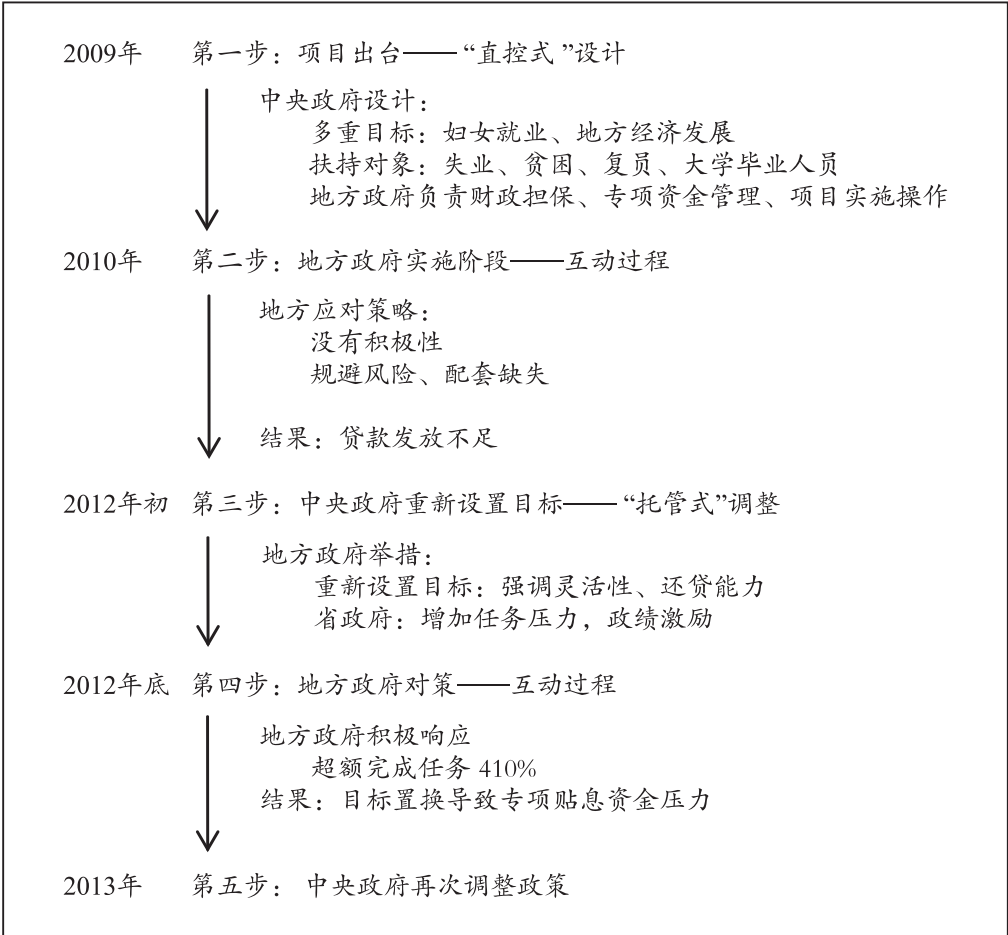 2009年 第一步：项目出台——“直控式”设计
中央政府设计：
多重目标：妇女就业、地方经济发展
扶持对象：失业、贫困、复员、大学毕业人员
地方政府负责财政担保、专项资金管理、项目实施操作
2010年 第二步：地方政府实施阶段——互动过程
地方应对策略：
没有积极性
规避风险、配套缺失
结果：贷款发放不足
2012年初 第三步：中央政府重新设置目标——“托管式”调整
地方政府举措：
重新设置目标：强调灵活性、还贷能力
省政府：增加任务压力，政绩激励
2012年底 第四步：地方政府对策——互动过程
地方政府积极响应
超额完成任务 410%
结果：目标置换导致专项贴息资金压力
2013年 第五步： 中央政府再次调整政策